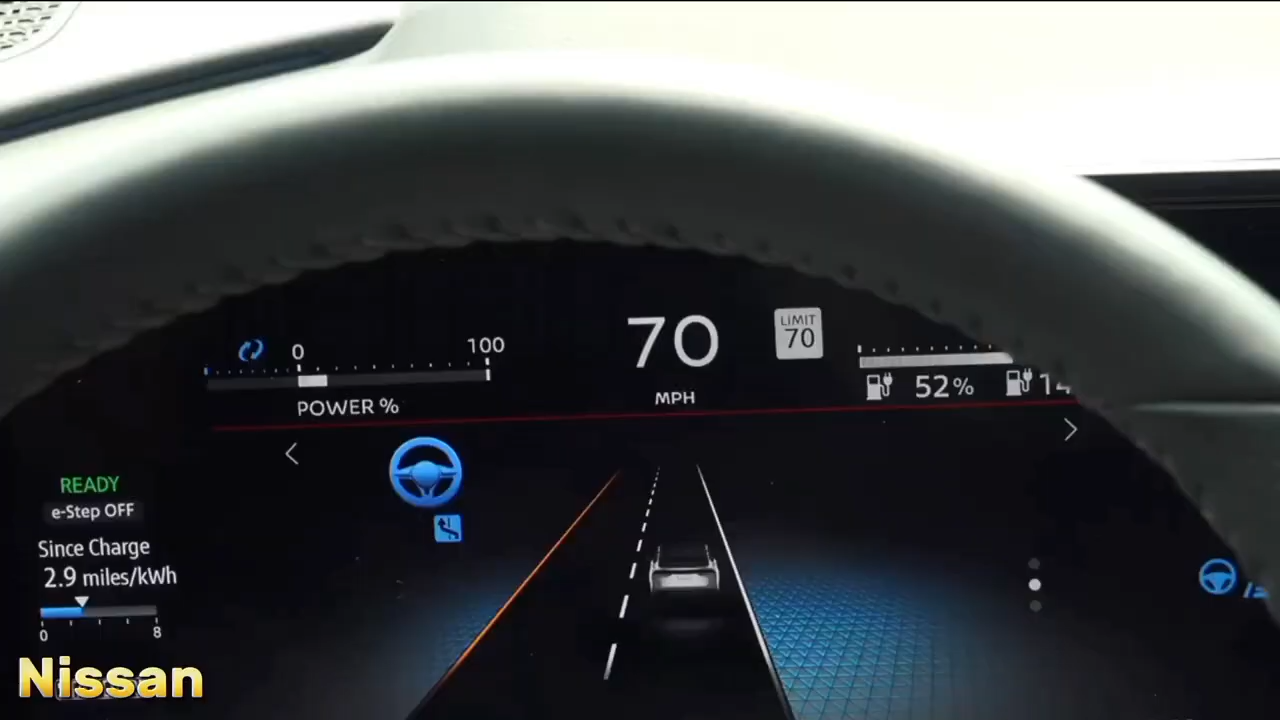 0 100
POWER %
70
MPH
LIMIT
70
52%
READY
e-Step OFF
Since Charge
2.9 miles/kWh
0 8
Nissan